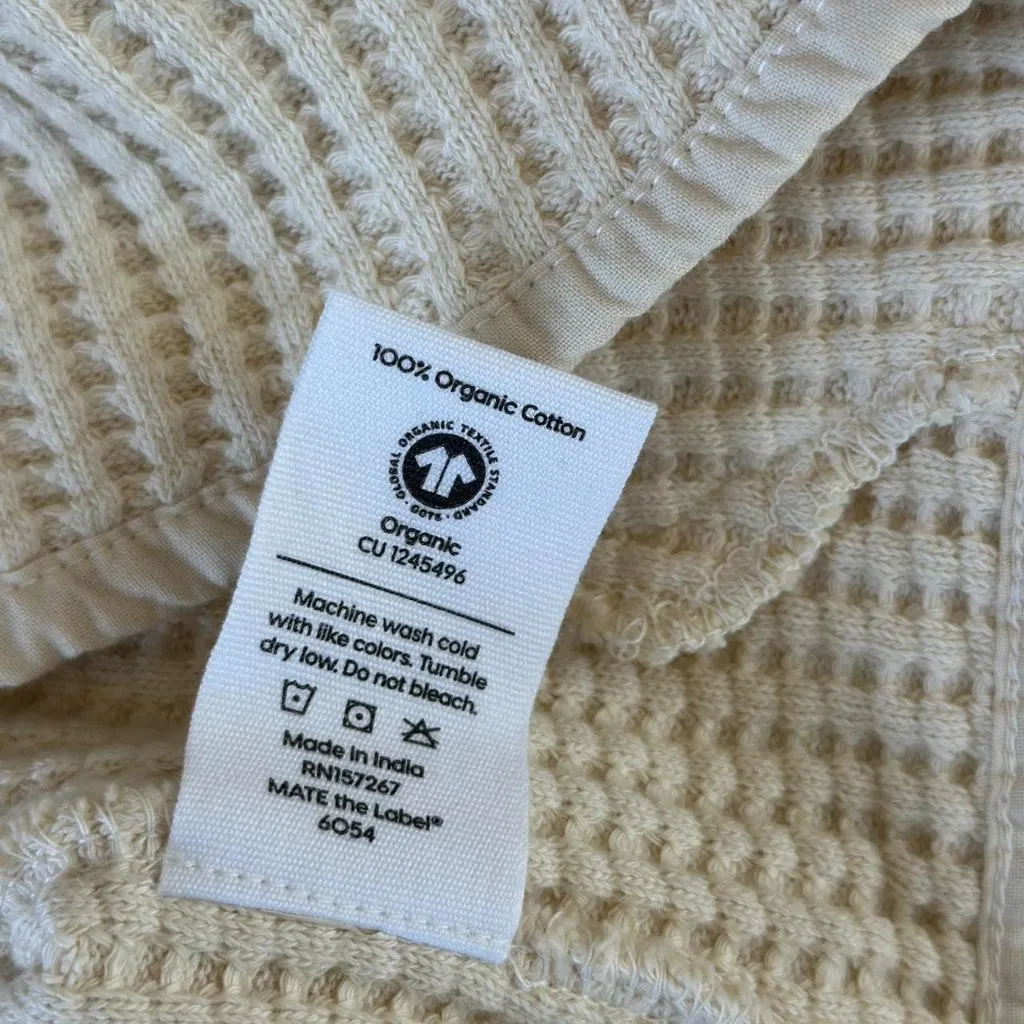 100% Organic Cotton
GLOBAL ORGANIC TEXTILE STANDARD
· GOTS ·
Organic
CU 1245496
Machine wash cold
with like colors. Tumble
dry low. Do not bleach.
Made in India
RN157267
MATE the Label®
6054